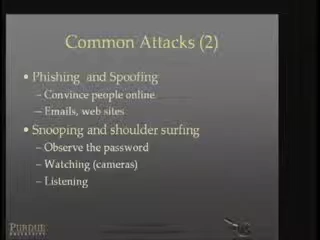 Common Attacks (2)
• Phishing and Spoofing
– Convince people online
– Emails, web sites
• Snooping and shoulder surfing
– Observe the password
– Watching (cameras)
– Listening
PURDUE